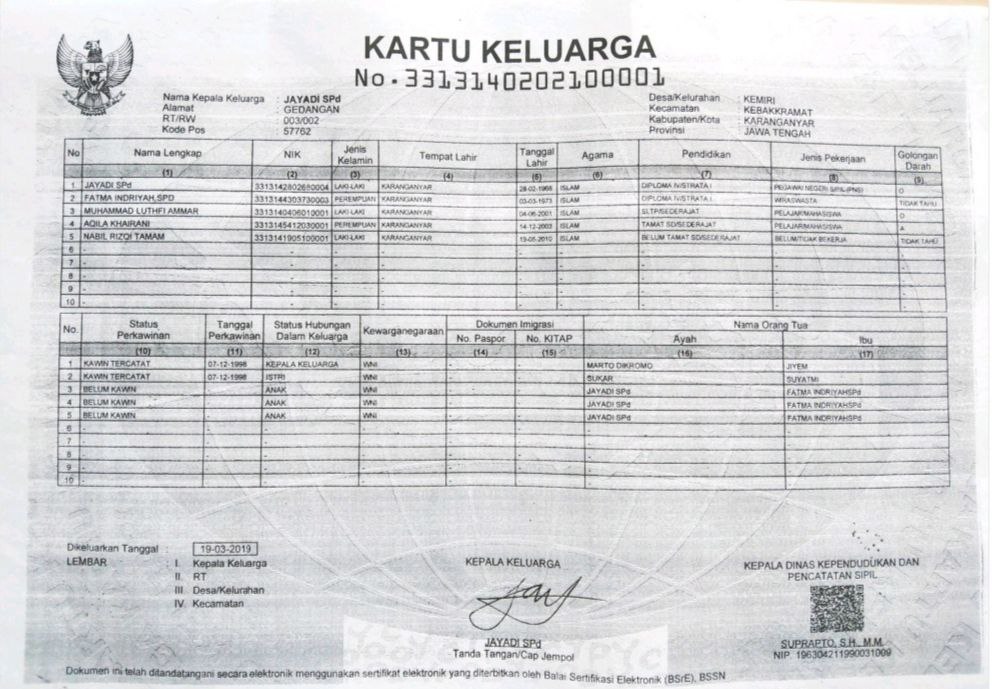 KARTU KELUARGA
No. 3313140202100001
Nama Kepala Keluarga : JAYADI SPd
Alamat : GEDANGAN
RT/RW : 003/002
Kode Pos : 57762
Desa/Kelurahan : KEMIRI
Kecamatan : KEBAKKRAMAT
Kabupaten/Kota : KARANGANYAR
Provinsi : JAWA TENGAH
No Nama Lengkap NIK Jenis Kelamin Tempat Lahir Tanggal Lahir Agama Pendidikan Jenis Pekerjaan Golongan Darah
(1) (2) (3) (4) (5) (6) (7) (8) (9)
1 JAYADI SPd 3313142802680004 LAKI-LAKI KARANGANYAR 28-02-1968 ISLAM DIPLOMA IV/STRATA I PEGAWAI NEGERI SIPIL (PNS) O
2 FATMA INDRIYAH,SPD 3313144303730003 PEREMPUAN KARANGANYAR 03-03-1973 ISLAM DIPLOMA IV/STRATA I WIRASWASTA TIDAK TAHU
3 MUHAMMAD LUTHFI AMMAR 3313140406010001 LAKI-LAKI KARANGANYAR 04-06-2001 ISLAM SLTP/SEDERAJAT PELAJAR/MAHASISWA O
4 AQILA KHAIRANI 3313145412030001 PEREMPUAN KARANGANYAR 14-12-2003 ISLAM TAMAT SD/SEDERAJAT PELAJAR/MAHASISWA A
5 NABIL RIZQI TAMAM 3313141905100001 LAKI-LAKI KARANGANYAR 19-05-2010 ISLAM BELUM TAMAT SD/SEDERAJAT BELUM/TIDAK BEKERJA TIDAK TAHU
6 -
7 -
8 -
9 -
10 -
No. Status Perkawinan Tanggal Perkawinan Status Hubungan Dalam Keluarga Kewarganegaraan Dokumen Imigrasi Nama Orang Tua
No. Paspor No. KITAP Ayah Ibu
(10) (11) (12) (13) (14) (15) (16) (17)
1 KAWIN TERCATAT 07-12-1998 KEPALA KELUARGA WNI - - MARTO DIKROMO JIYEM
2 KAWIN TERCATAT 07-12-1998 ISTRI WNI - - SUKAR SUYATMI
3 BELUM KAWIN - ANAK WNI - - JAYADI SPd FATMA INDRIYAHSPd
4 BELUM KAWIN - ANAK WNI - - JAYADI SPd FATMA INDRIYAHSPd
5 BELUM KAWIN - ANAK WNI - - JAYADI SPd FATMA INDRIYAHSPd
6 -
7 -
8 -
9 -
10 -
Dikeluarkan Tanggal : 19-03-2019
LEMBAR : I. Kepala Keluarga
II. RT
III. Desa/Kelurahan
IV. Kecamatan
KEPALA KELUARGA
JAYADI SPd
Tanda Tangan/Cap Jempol
KEPALA DINAS KEPENDUDUKAN DAN
PENCATATAN SIPIL
SUPRAPTO, S.H., M.M.
NIP. 196304211990031009
Dokumen ini telah ditandatangani secara elektronik menggunakan sertifikat elektronik yang diterbitkan oleh Balai Sertifikasi Elektronik (BSrE), BSSN